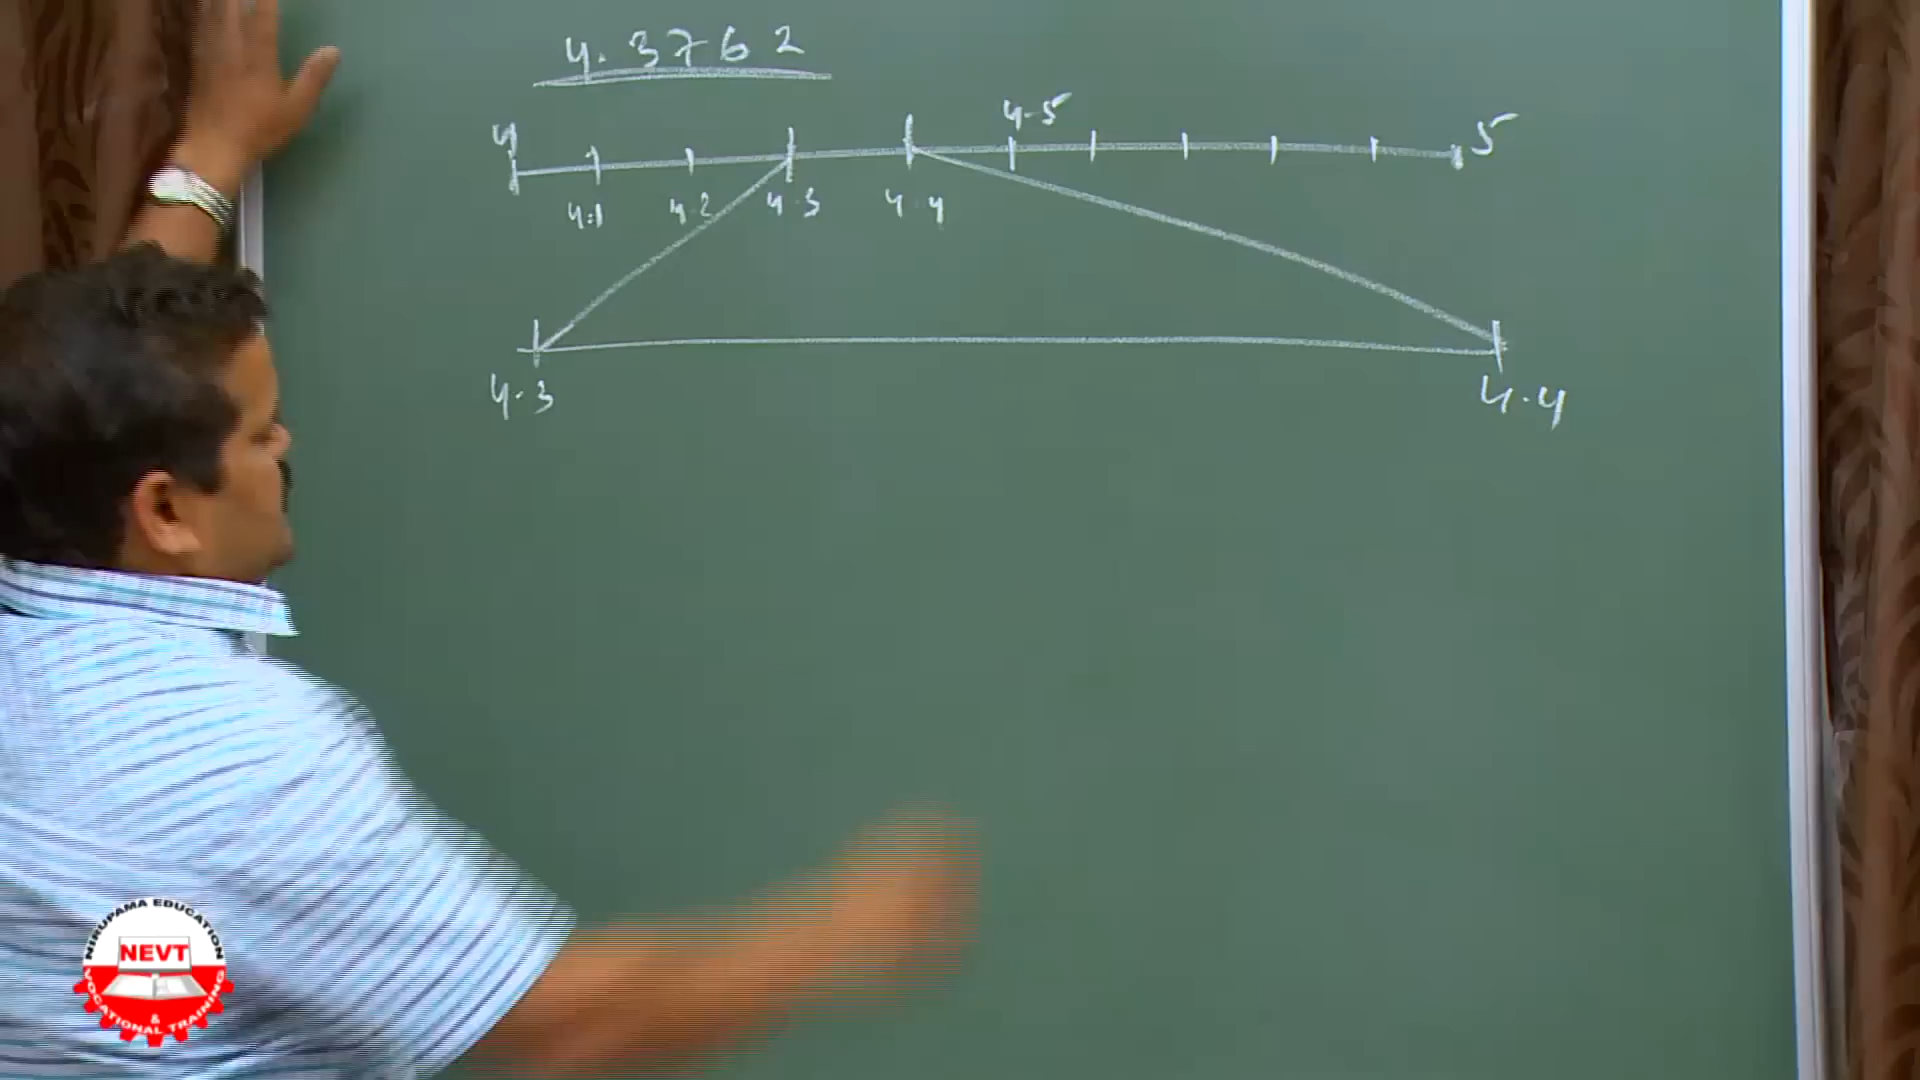 4.3762
4 4.5 5
4.1 4.2 4.3 4.4
4.3 4.4
NIRUPAMA EDUCATION
NEVT
&
VOCATIONAL TRAINING